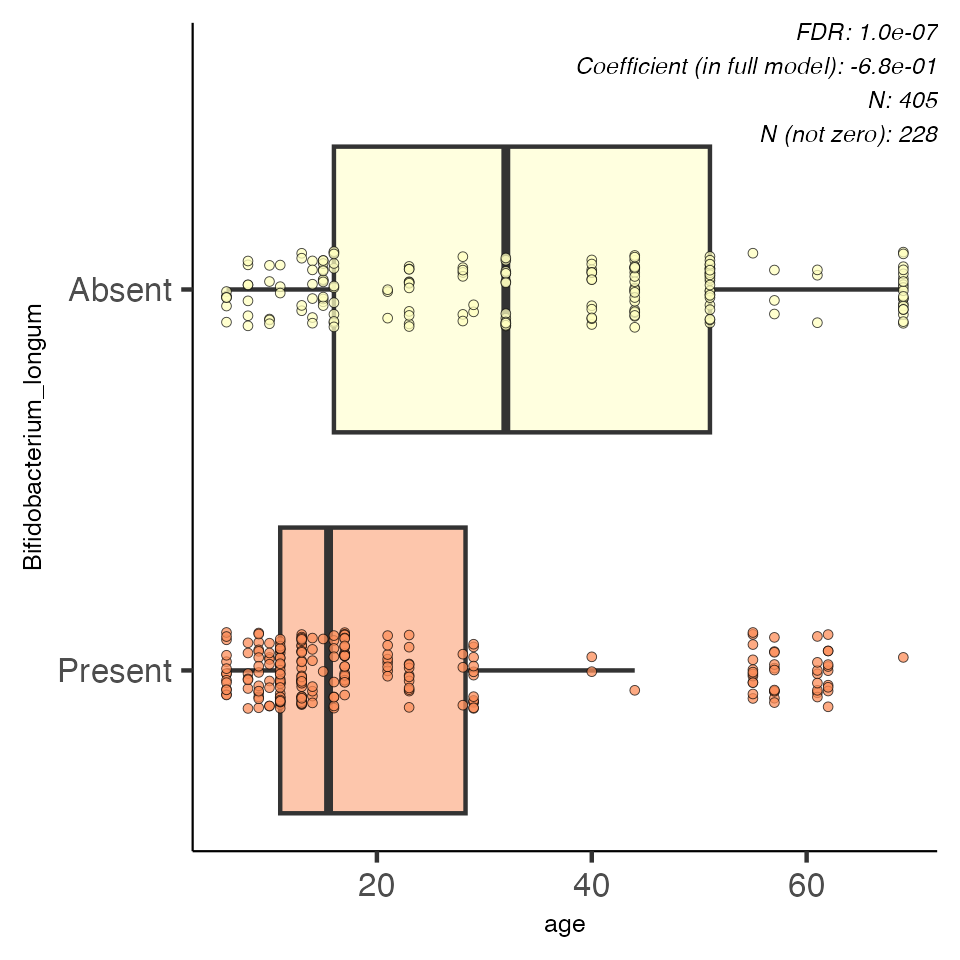 FDR: 1.0e-07
Coefficient (in full model): -6.8e-01
N: 405
N (not zero): 228
Bifidobacterium_longum
Absent
Present
20 40 60
age